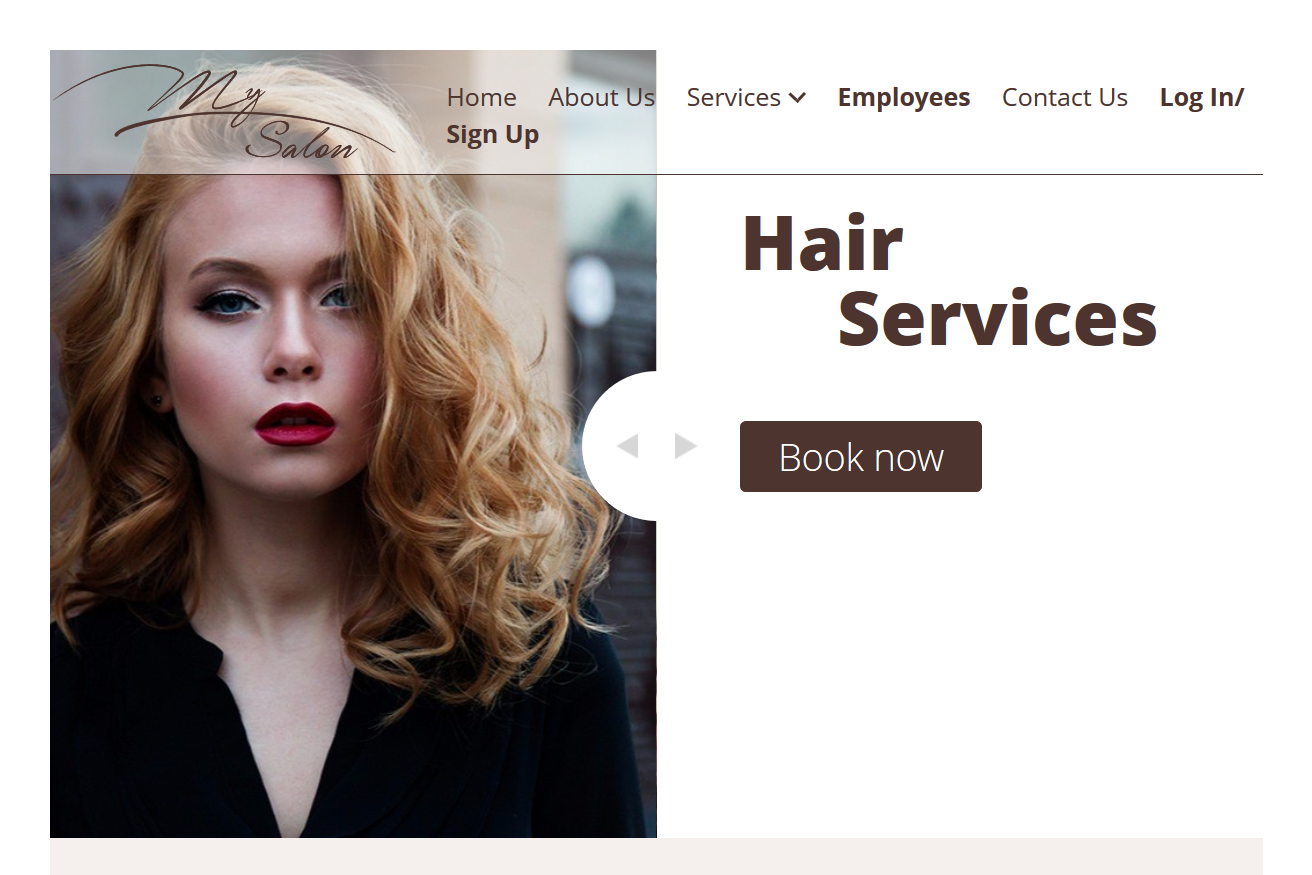 My
Salon
Home About Us Services Employees Contact Us Log In/
Sign Up
Hair
Services
Book now